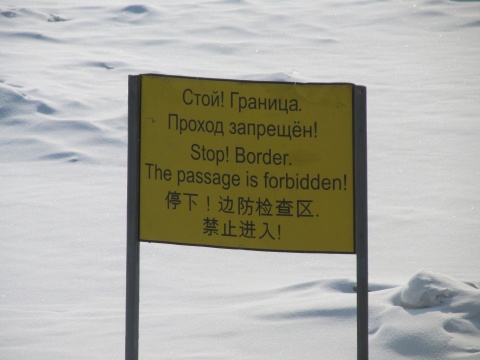 Стой! Граница.
Проход запрещён!
Stop! Border.
The passage is forbidden!
停下！边防检查区.
禁止进入!